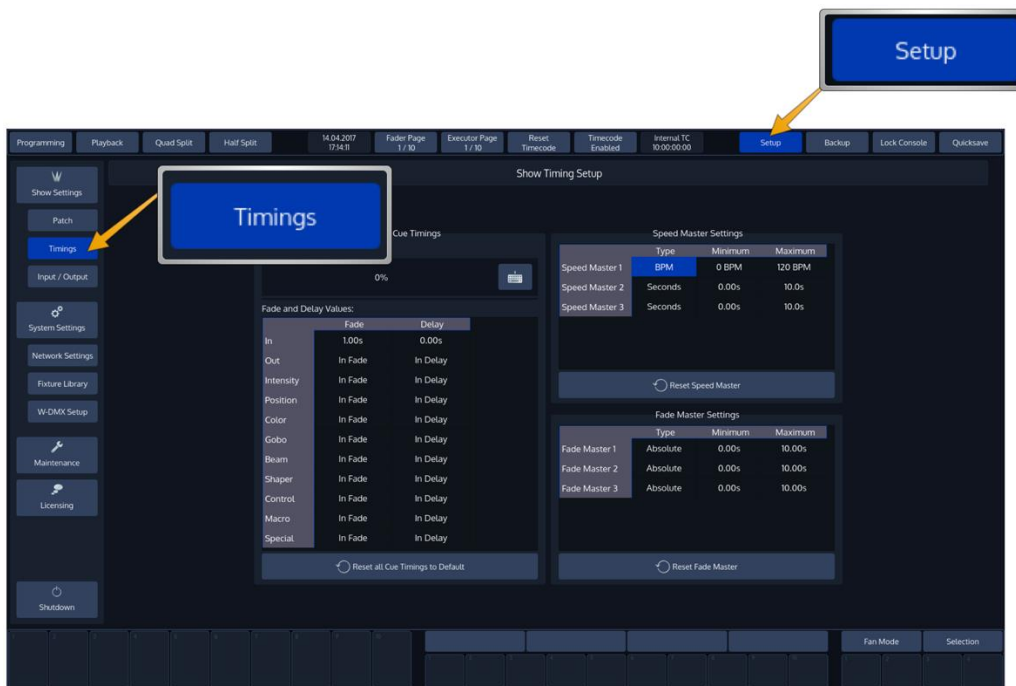 Setup
Programming
Playback
Quad Split
Half Split
14.04.2017
17:14:11
Fader Page
1 / 10
Executor Page
1 / 10
Reset
Timecode
Timecode
Enabled
Internal TC
10:00:00:00
Setup
Backup
Lock Console
Quicksave
Show Settings
Patch
Timings
Input / Output
System Settings
Network Settings
Fixture Library
W-DMX Setup
Maintenance
Licensing
Shutdown
Show Timing Setup
Timings
Cue Timings
0%
Fade and Delay Values:
Fade Delay
In 1.00s 0.00s
Out In Fade In Delay
Intensity In Fade In Delay
Position In Fade In Delay
Color In Fade In Delay
Gobo In Fade In Delay
Beam In Fade In Delay
Shaper In Fade In Delay
Control In Fade In Delay
Macro In Fade In Delay
Special In Fade In Delay
Reset all Cue Timings to Default
Speed Master Settings
Type Minimum Maximum
Speed Master 1 BPM 0 BPM 120 BPM
Speed Master 2 Seconds 0.00s 10.0s
Speed Master 3 Seconds 0.00s 10.0s
Reset Speed Master
Fade Master Settings
Type Minimum Maximum
Fade Master 1 Absolute 0.00s 10.00s
Fade Master 2 Absolute 0.00s 10.00s
Fade Master 3 Absolute 0.00s 10.00s
Reset Fade Master
Fan Mode
Selection